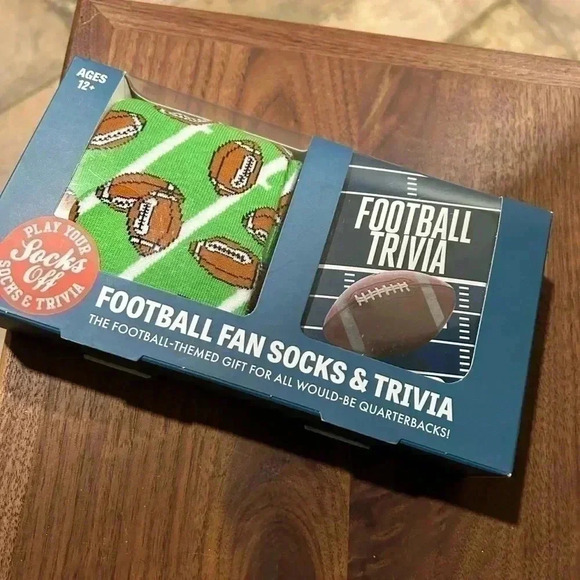 AGES
12+
PLAY YOUR
Socks
Off
SOCKS & TRIVIA
FOOTBALL
TRIVIA
FOOTBALL FAN SOCKS & TRIVIA
THE FOOTBALL-THEMED GIFT FOR ALL WOULD-BE QUARTERBACKS!